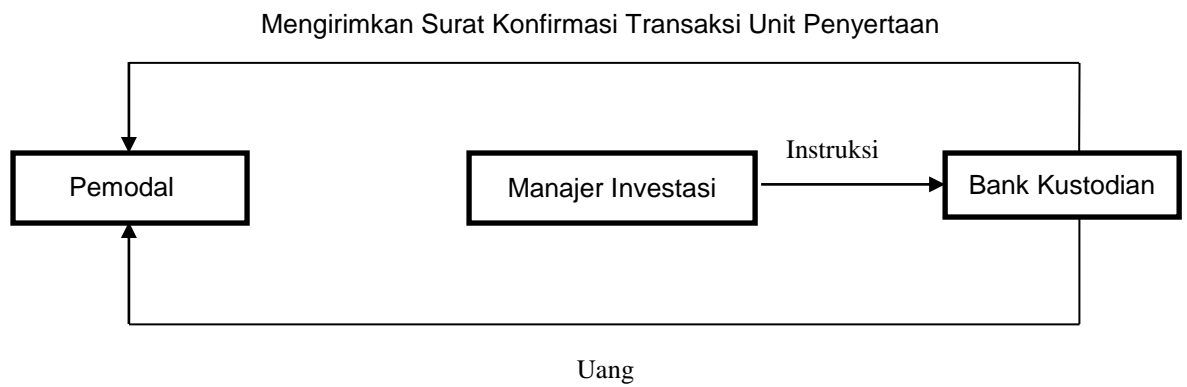 Mengirimkan Surat Konfirmasi Transaksi Unit Penyertaan
Instruksi
Pemodal
Manajer Investasi
Bank Kustodian
Uang